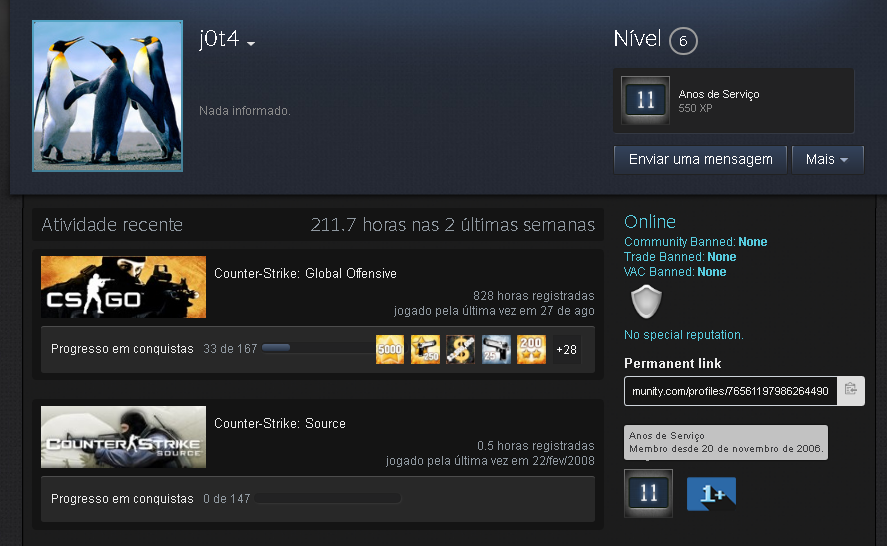 j0t4
Nada informado.
Nível 6
11
Anos de Serviço
550 XP
Enviar uma mensagem
Mais
Atividade recente
211.7 horas nas 2 últimas semanas
CS GO
Counter-Strike: Global Offensive
828 horas registradas
jogado pela última vez em 27 de ago
Progresso em conquistas 33 de 167
5000
250
25
200
+28
COUNTER STRIKE
SOURCE
Counter-Strike: Source
0.5 horas registradas
jogado pela última vez em 22/fev/2008
Progresso em conquistas 0 de 147
Online
Community Banned: None
Trade Banned: None
VAC Banned: None
No special reputation.
Permanent link
munity.com/profiles/76561197986264490
Anos de Serviço
Membro desde 20 de novembro de 2006.
11
1+